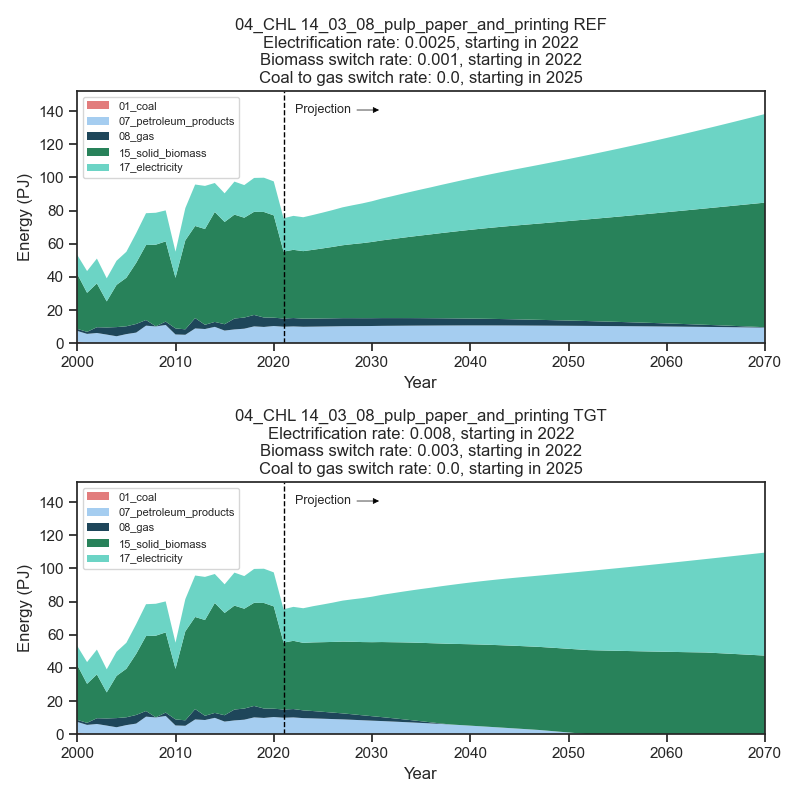 04_CHL 14_03_08_pulp_paper_and_printing REF
Electrification rate: 0.0025, starting in 2022
Biomass switch rate: 0.001, starting in 2022
Coal to gas switch rate: 0.0, starting in 2025
Energy (PJ)
140
120
100
80
60
40
20
0
01_coal
07_petroleum_products
08_gas
15_solid_biomass
17_electricity
Projection
2000 2010 2020 2030 2040 2050 2060 2070
Year
04_CHL 14_03_08_pulp_paper_and_printing TGT
Electrification rate: 0.008, starting in 2022
Biomass switch rate: 0.003, starting in 2022
Coal to gas switch rate: 0.0, starting in 2025
Energy (PJ)
140
120
100
80
60
40
20
0
01_coal
07_petroleum_products
08_gas
15_solid_biomass
17_electricity
Projection
2000 2010 2020 2030 2040 2050 2060 2070
Year